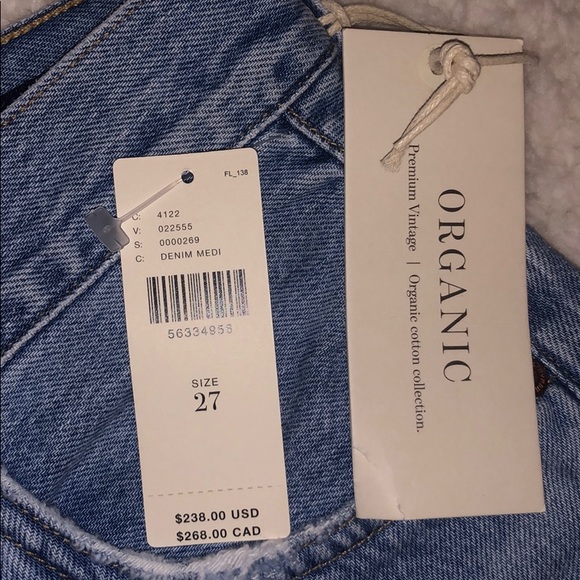 FL_138
C: 4122
V: 022555
S: 0000269
C: DENIM MEDI
56334956
SIZE
27
$238.00 USD
$268.00 CAD
ORGANIC
Premium Vintage | Organic cotton collection.